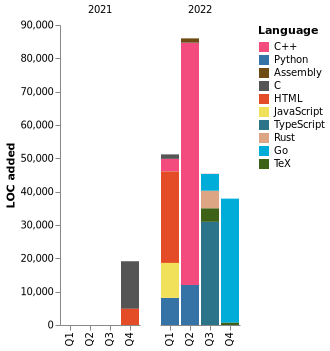 2021 2022
Language
C++
Python
Assembly
C
HTML
JavaScript
TypeScript
Rust
Go
TeX
LOC added
90,000
80,000
70,000
60,000
50,000
40,000
30,000
20,000
10,000
0
Q1 Q2 Q3 Q4 Q1 Q2 Q3 Q4